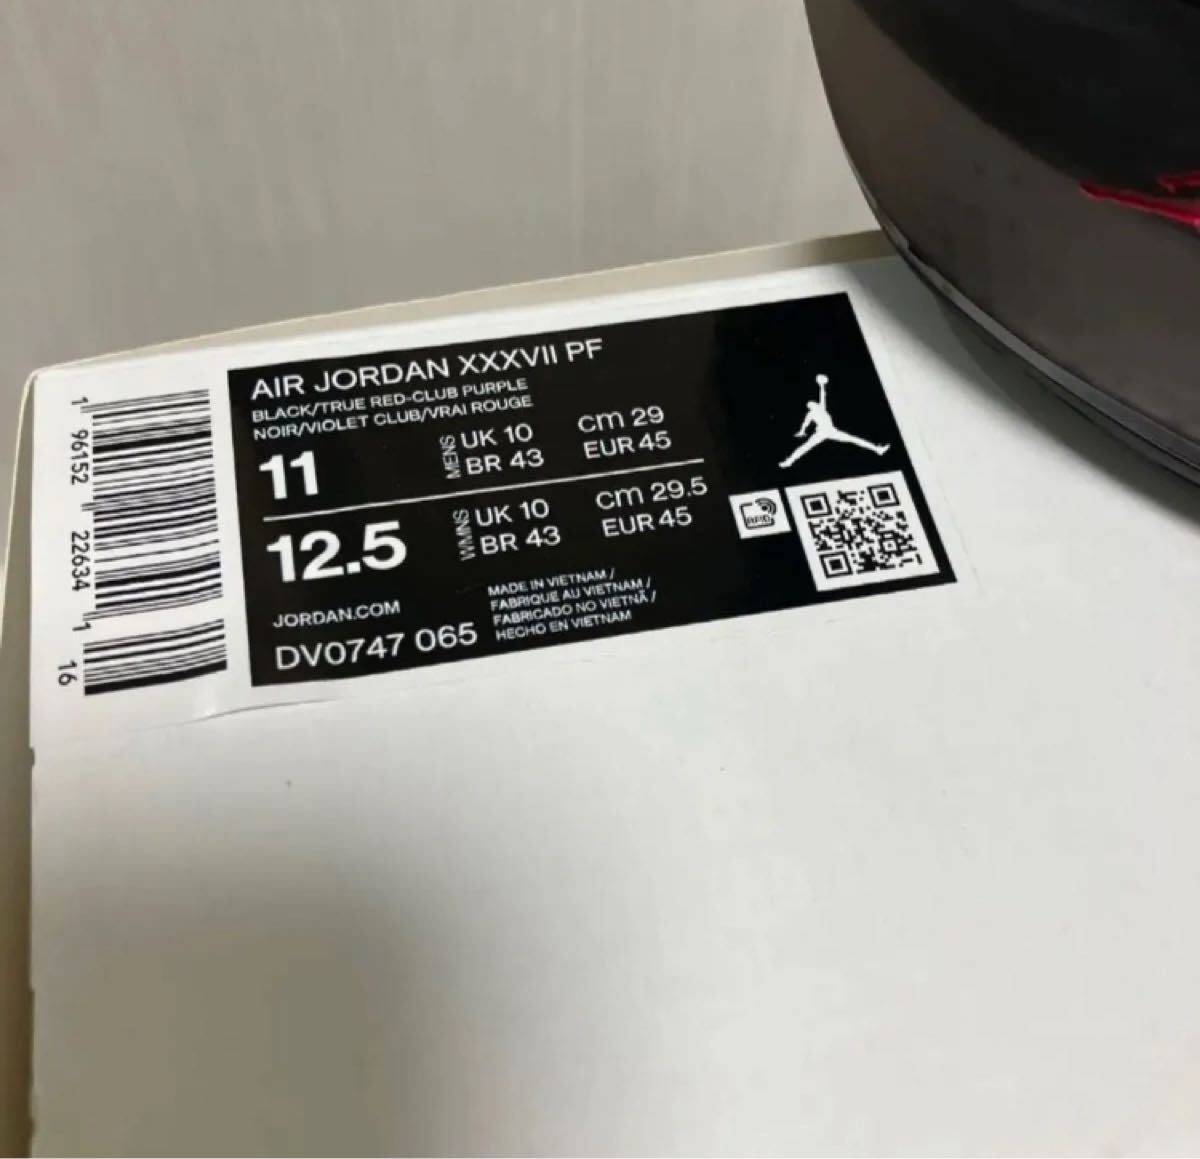 AIR JORDAN XXXVII PF
BLACK/TRUE RED-CLUB PURPLE
NOIR/VIOLET CLUB/VRAI ROUGE
11
MENS
UK 10
BR 43
cm 29
EUR 45
12.5
WMNS
UK 10
BR 43
cm 29.5
EUR 45
RFID
JORDAN.COM
DV0747 065
MADE IN VIETNAM /
FABRIQUE AU VIETNAM /
FABRICADO NO VIETNÃ /
HECHO EN VIETNAM
1 96152 22634 1 16